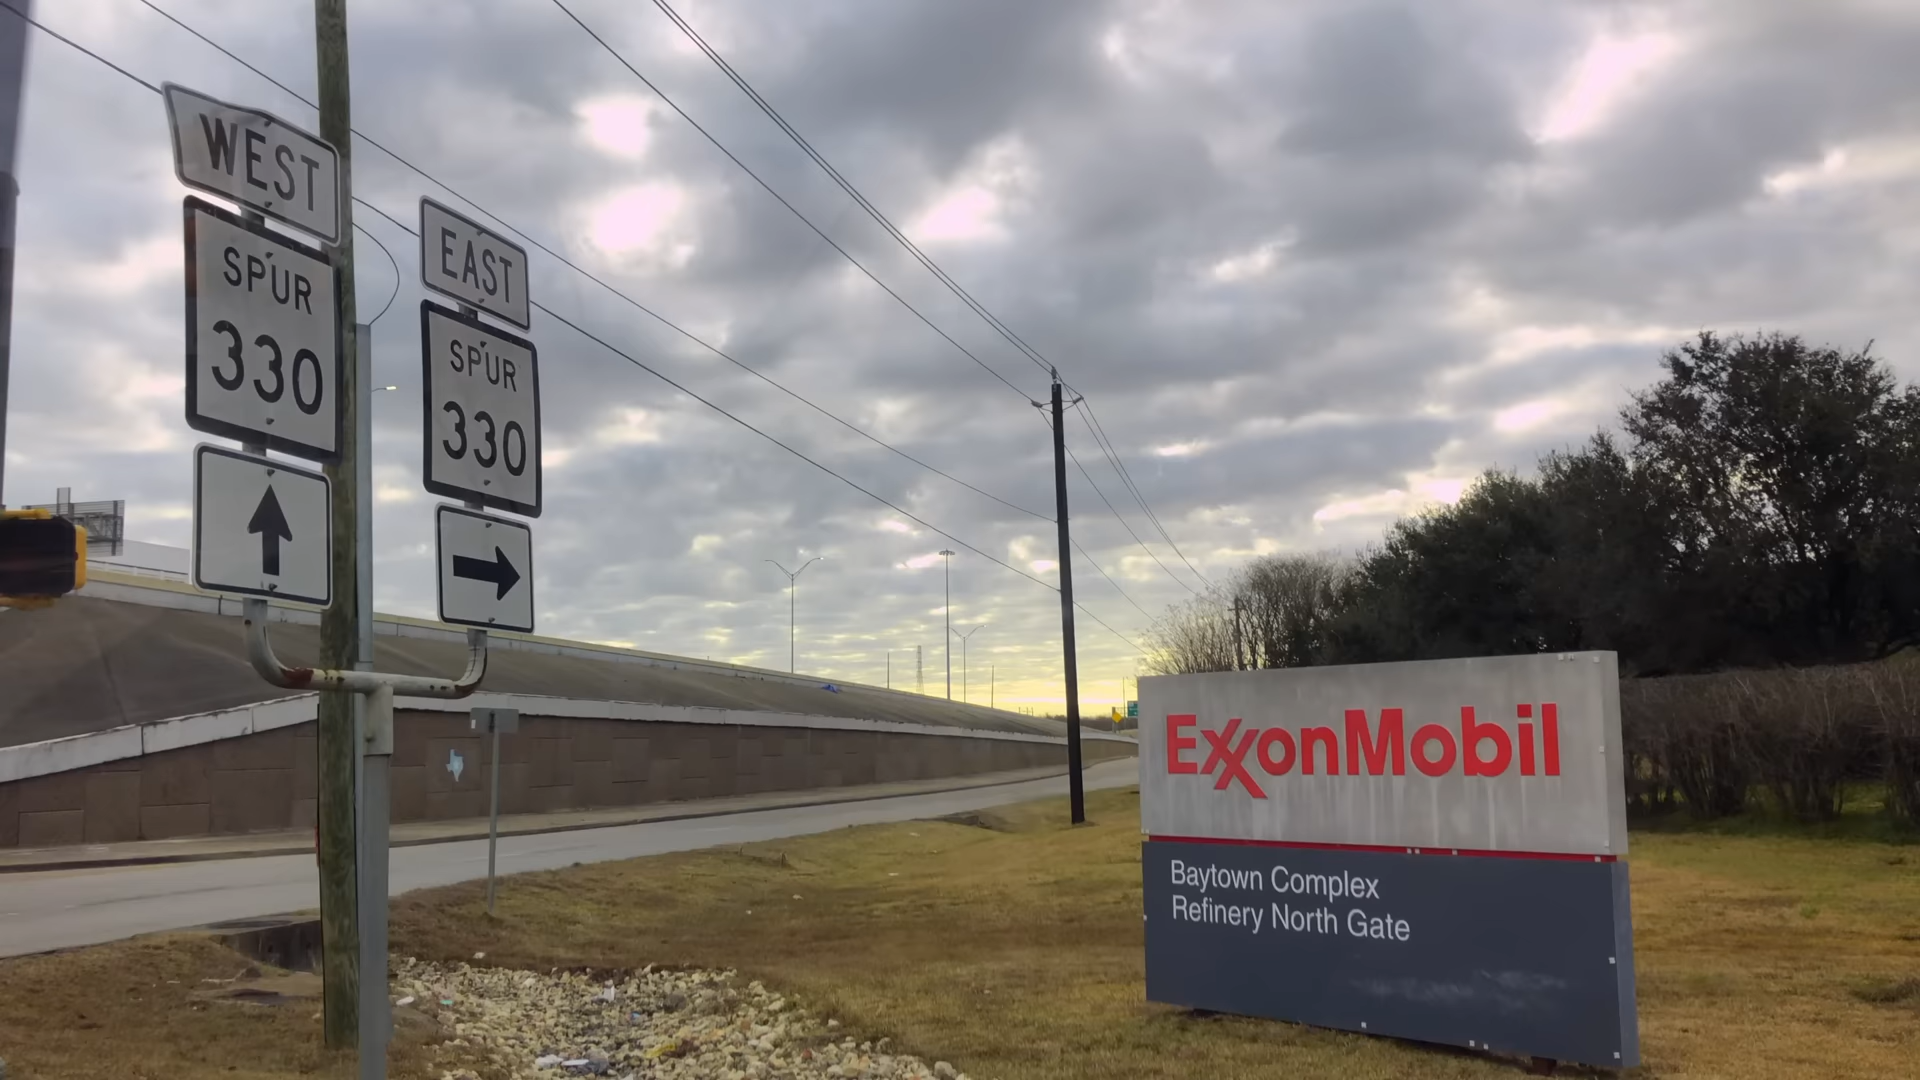 WEST
SPUR
330
EAST
SPUR
330
ExxonMobil
Baytown Complex
Refinery North Gate